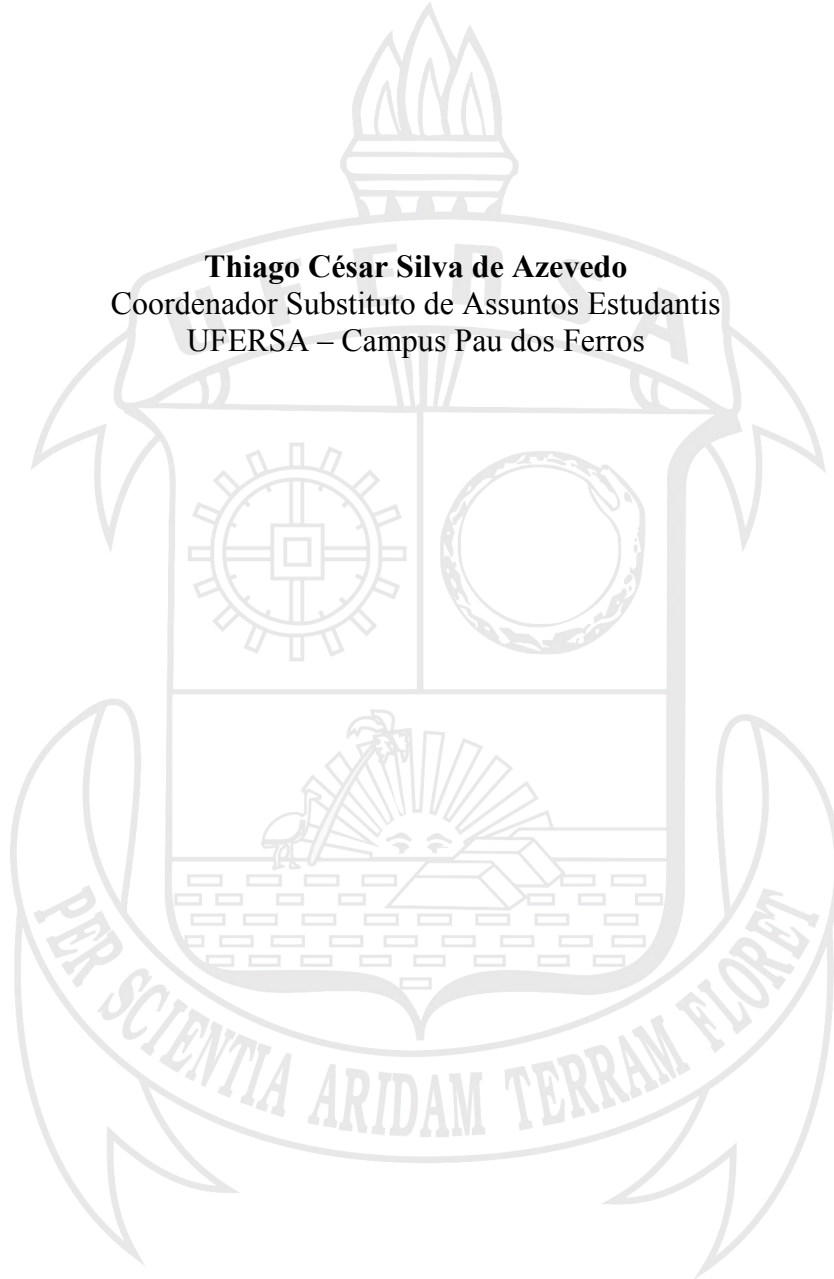 UFERSA
Thiago César Silva de Azevedo
Coordenador Substituto de Assuntos Estudantis
UFERSA – Campus Pau dos Ferros
PER SCIENTIA ARIDAM TERRAM FLORET